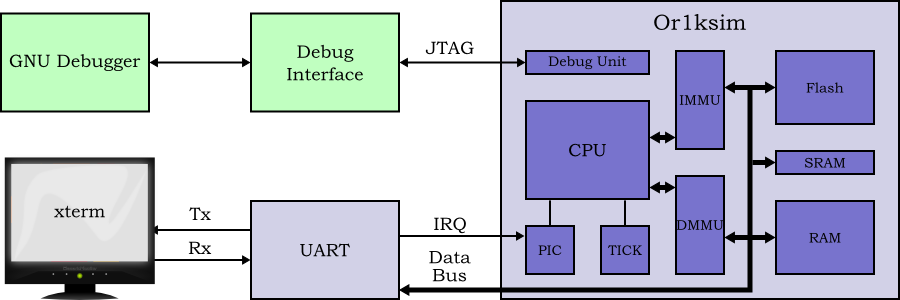 Or1ksim
GNU Debugger
Debug
Interface
JTAG
Debug Unit
IMMU
Flash
CPU
SRAM
xterm
Tx
Rx
UART
IRQ
Data
Bus
PIC
TICK
DMMU
RAM